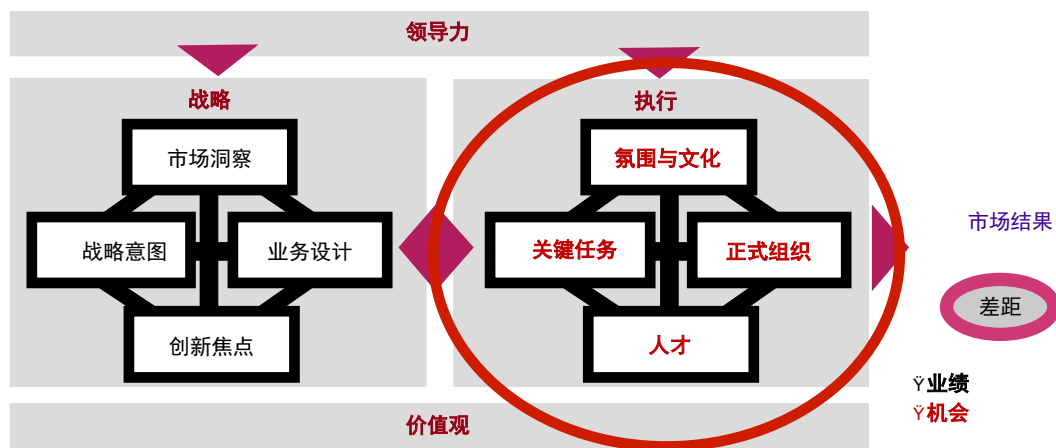 领导力
战略
执行
市场洞察
氛围与文化
战略意图
业务设计
关键任务
正式组织
市场结果
创新焦点
人才
差距
Ÿ业绩
Ÿ机会
价值观